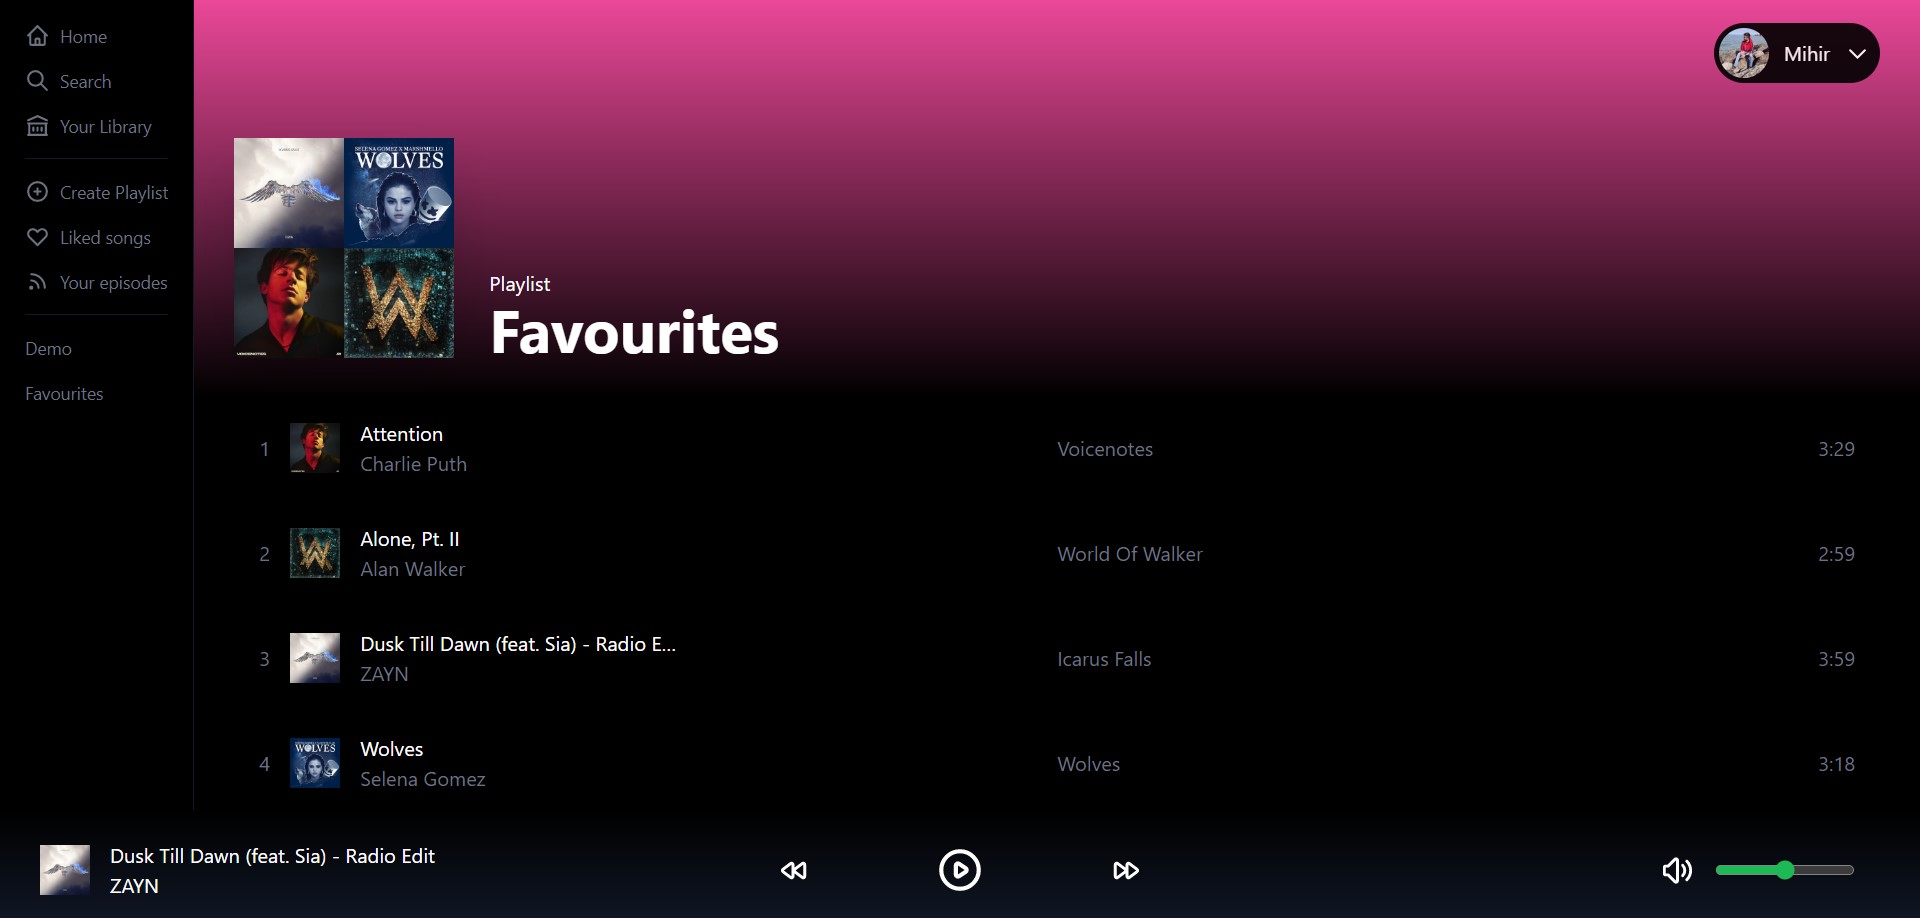 Home
Search
Your Library
Create Playlist
Liked songs
Your episodes
Demo
Favourites
Mihir
SELENA GOMEZ X MARSHMELLO
WOLVES
VOICENOTES
Playlist
Favourites
1
Attention
Charlie Puth
Voicenotes
3:29
2
Alone, Pt. II
Alan Walker
World Of Walker
2:59
3
Dusk Till Dawn (feat. Sia) - Radio E...
ZAYN
Icarus Falls
3:59
4
WOLVES
Wolves
Selena Gomez
Wolves
3:18
Dusk Till Dawn (feat. Sia) - Radio Edit
ZAYN